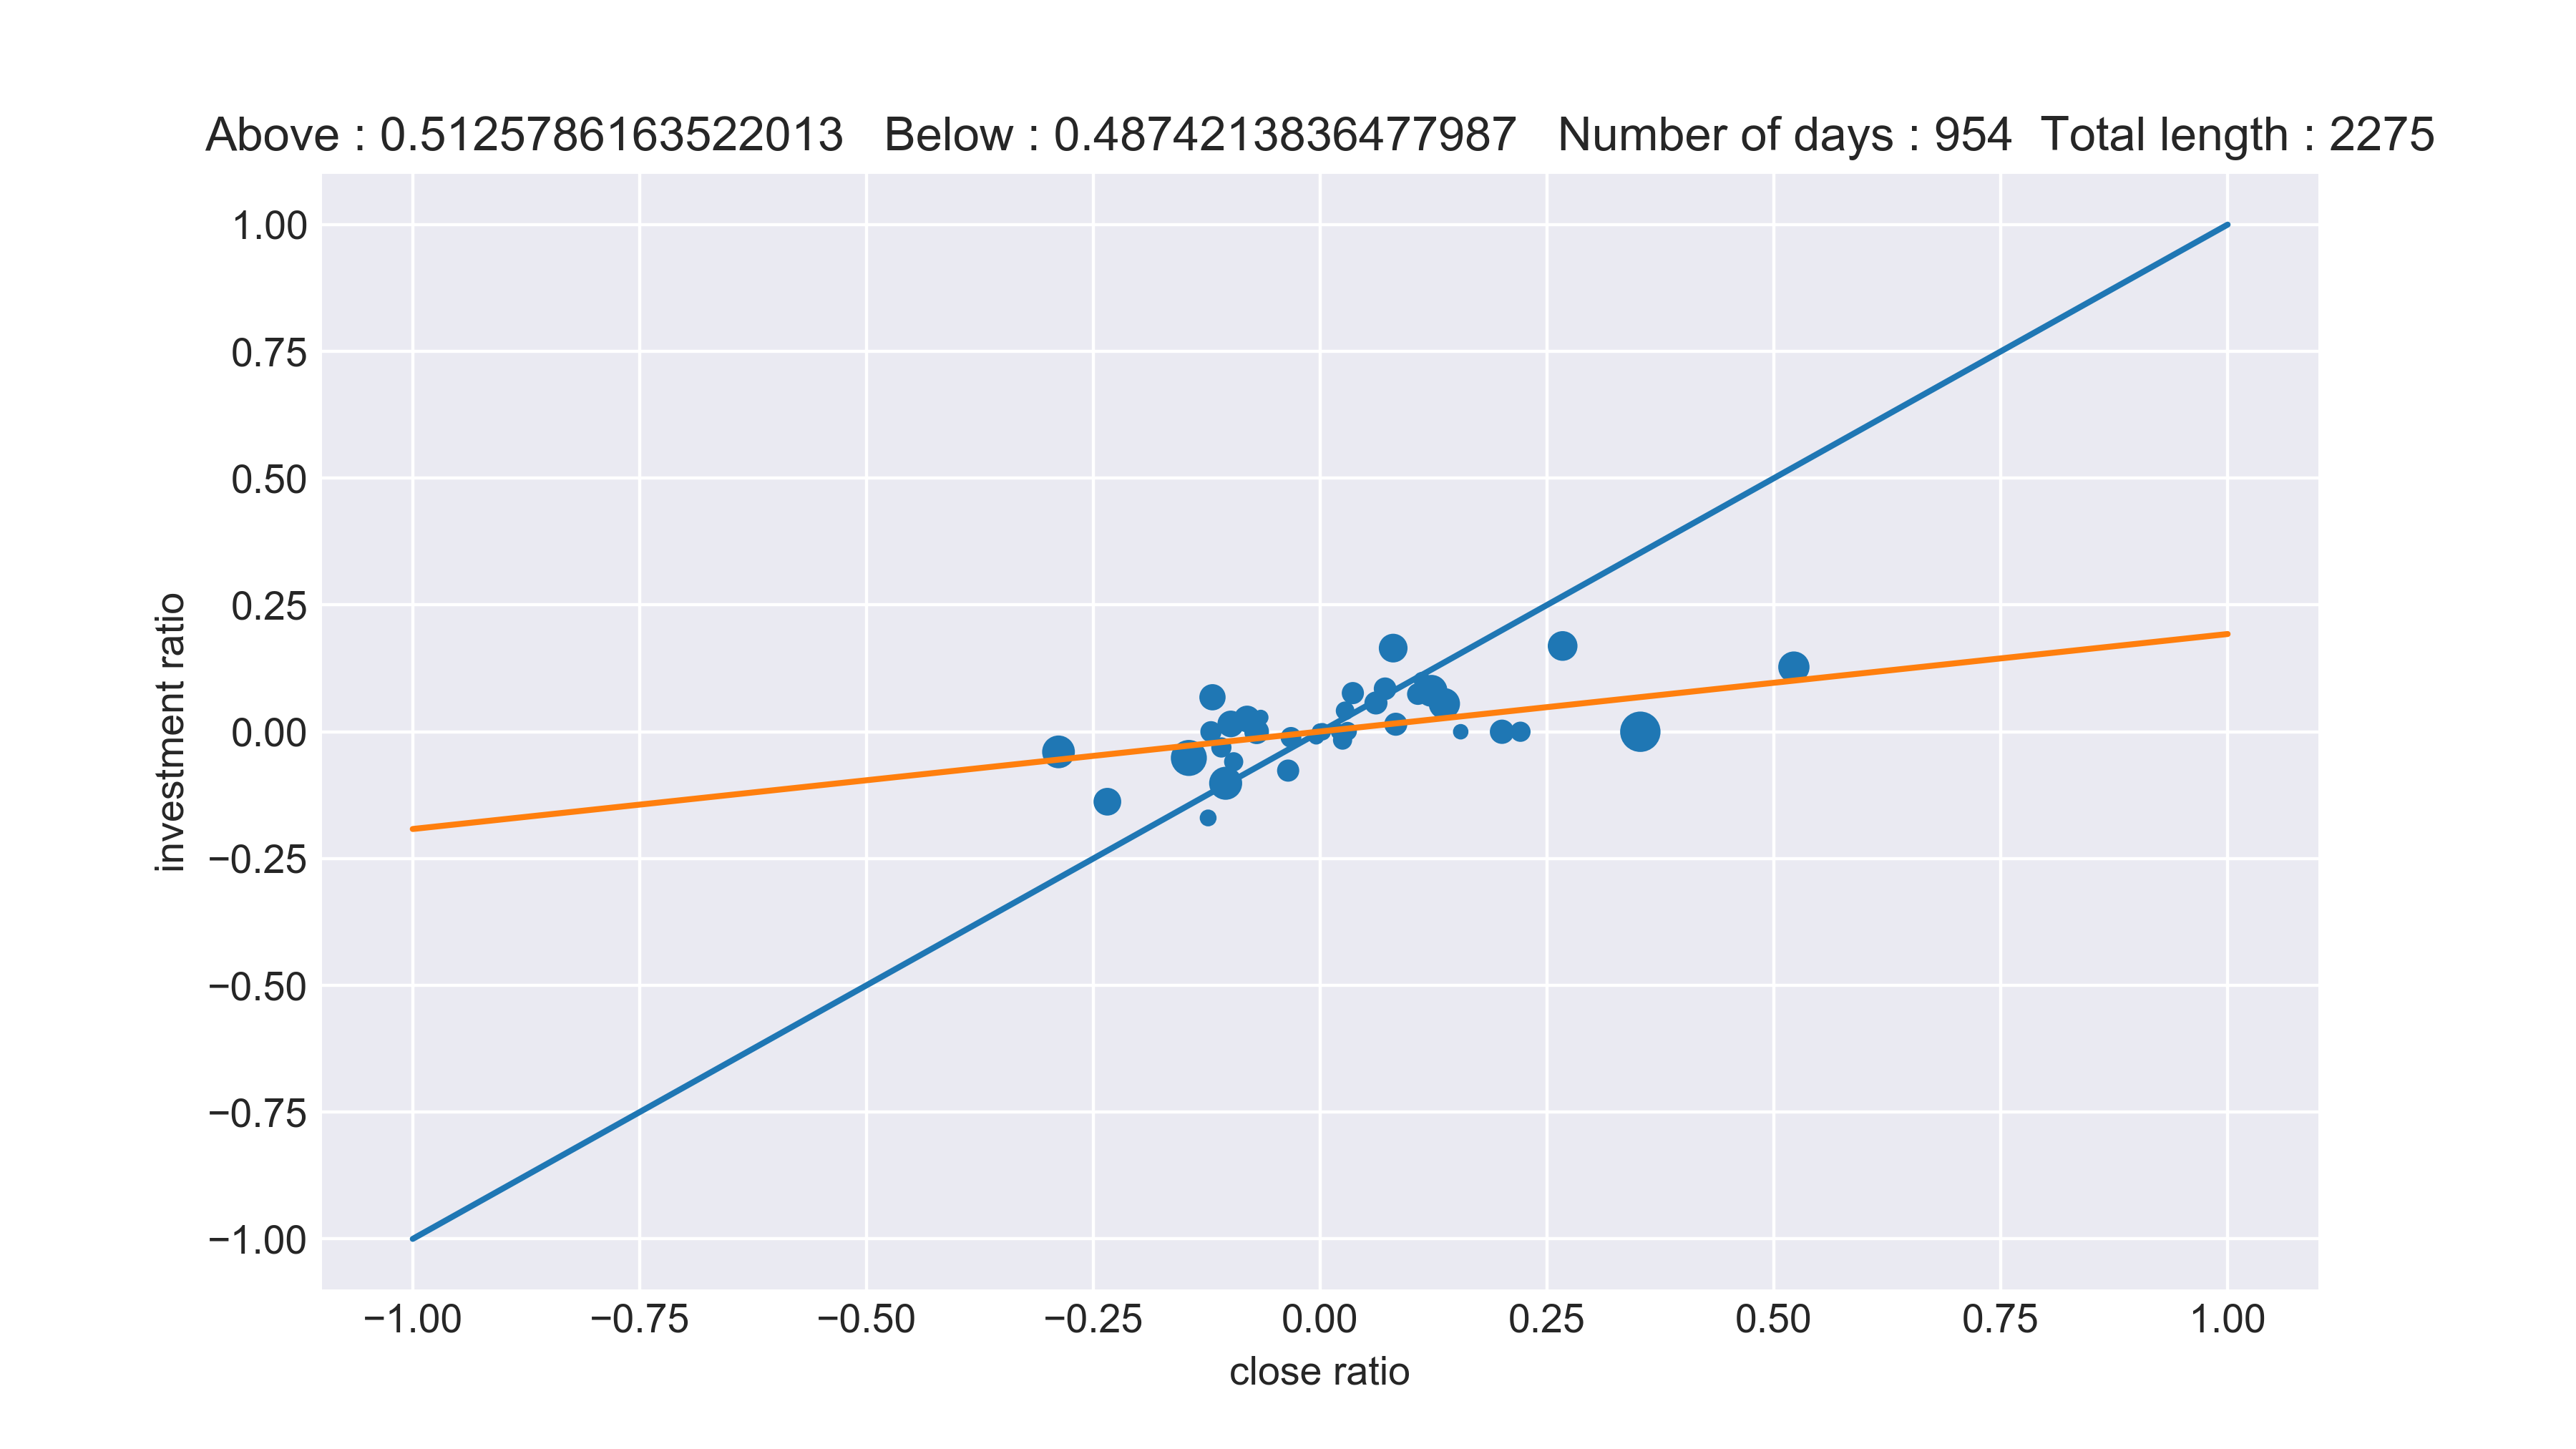 Above : 0.5125786163522013   Below : 0.4874213836477987   Number of days : 954  Total length : 2275
1.00
0.75
0.50
0.25
0.00
−0.25
−0.50
−0.75
−1.00
investment ratio
−1.00 −0.75 −0.50 −0.25 0.00 0.25 0.50 0.75 1.00
close ratio